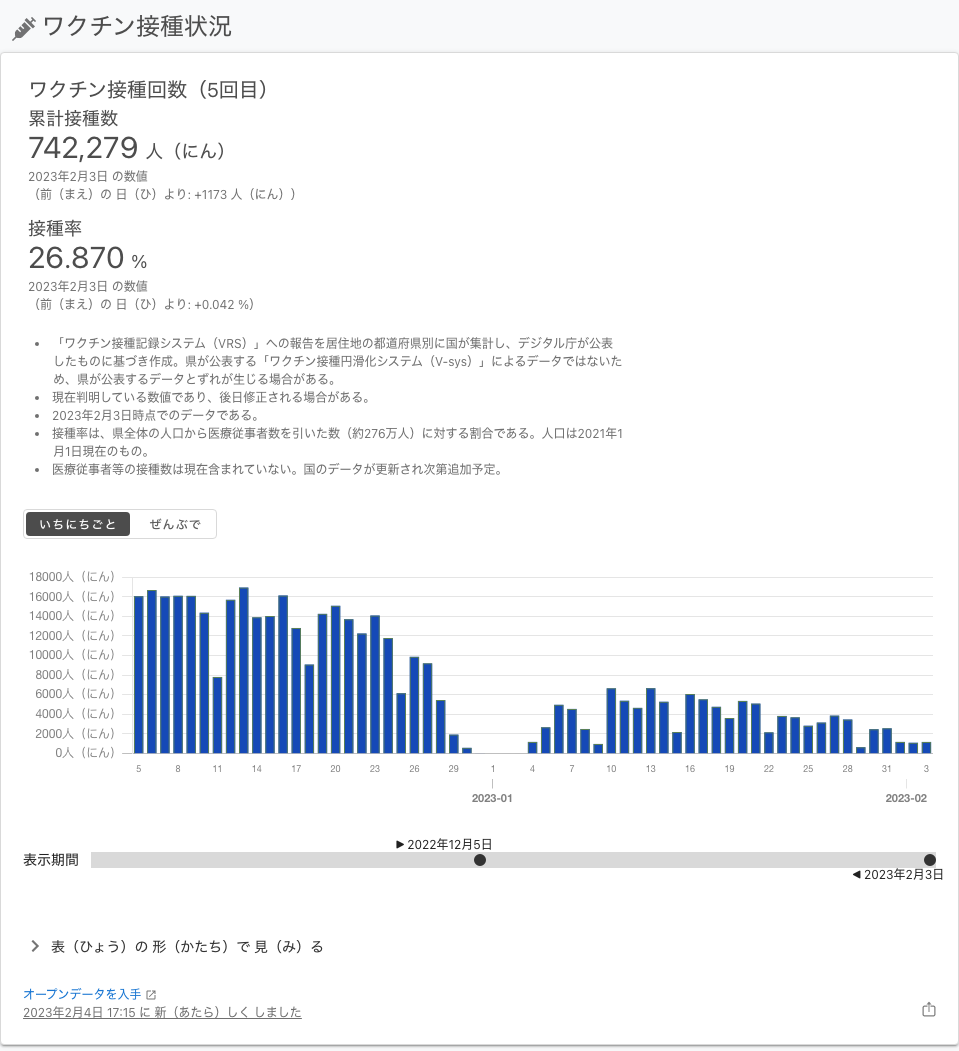 ワクチン接種状況
ワクチン接種回数（5回目）
累計接種数
742,279 人（にん）
2023年2月3日 の数値
（前（まえ）の 日（ひ）より: +1173 人（にん））
接種率
26.870 %
2023年2月3日 の数値
（前（まえ）の 日（ひ）より: +0.042 %）
「ワクチン接種記録システム（VRS）」への報告を居住地の都道府県別に国が集計し、デジタル庁が公表
したものに基づき作成。県が公表する「ワクチン接種円滑化システム（V-sys）」によるデータではないた
め、県が公表するデータとずれが生じる場合がある。
現在判明している数値であり、後日修正される場合がある。
2023年2月3日時点でのデータである。
接種率は、県全体の人口から医療従事者数を引いた数（約276万人）に対する割合である。人口は2021年1
月1日現在のもの。
医療従事者等の接種数は現在含まれていない。国のデータが更新され次第追加予定。
いちにちごと ぜんぶで
18000人（にん）
16000人（にん）
14000人（にん）
12000人（にん）
10000人（にん）
8000人（にん）
6000人（にん）
4000人（にん）
2000人（にん）
0人（にん）
5 8 11 14 17 20 23 26 29 1 4 7 10 13 16 19 22 25 28 31 3
2023-01 2023-02
2022年12月5日
表示期間
2023年2月3日
表（ひょう）の 形（かたち）で 見（み）る
オープンデータを入手
2023年2月4日 17:15 に 新（あたら）しく しました